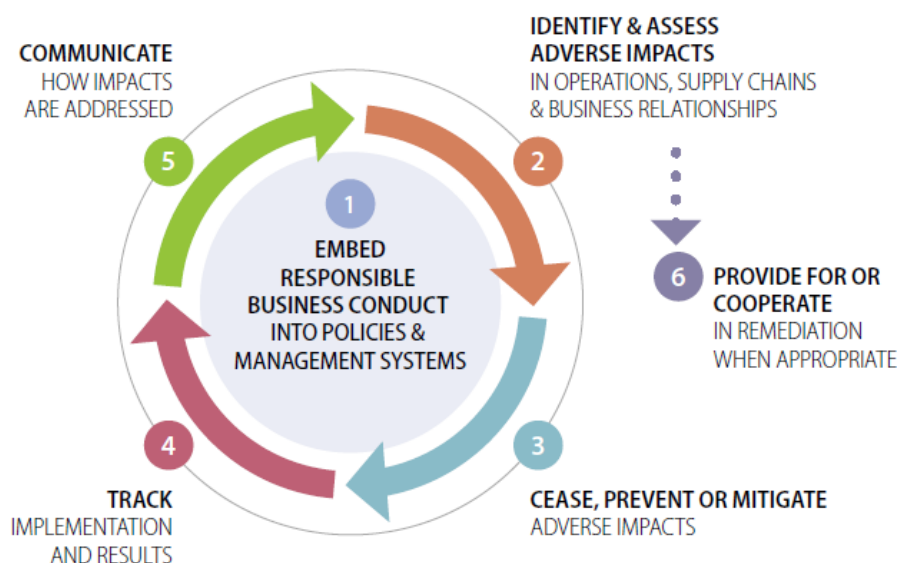 1
EMBED
RESPONSIBLE
BUSINESS CONDUCT
INTO POLICIES &
MANAGEMENT SYSTEMS
2
IDENTIFY & ASSESS
ADVERSE IMPACTS
IN OPERATIONS, SUPPLY CHAINS
& BUSINESS RELATIONSHIPS
3
CEASE, PREVENT OR MITIGATE
ADVERSE IMPACTS
4
TRACK
IMPLEMENTATION
AND RESULTS
5
COMMUNICATE
HOW IMPACTS
ARE ADDRESSED
6
PROVIDE FOR OR
COOPERATE
IN REMEDIATION
WHEN APPROPRIATE